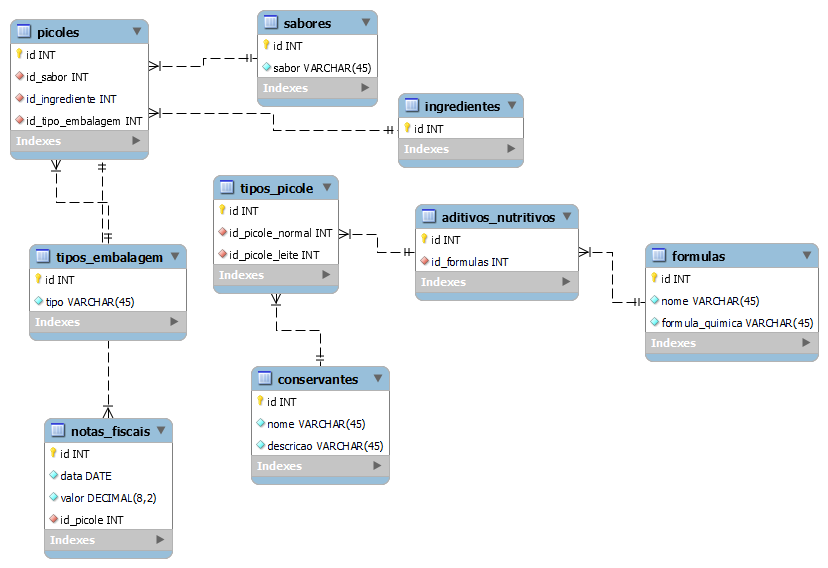 picoles
id INT
id_sabor INT
id_ingrediente INT
id_tipo_embalagem INT
Indexes
sabores
id INT
sabor VARCHAR(45)
Indexes
ingredientes
id INT
Indexes
tipos_picole
id INT
id_picole_normal INT
id_picole_leite INT
Indexes
aditivos_nutritivos
id INT
id_formulas INT
Indexes
formulas
id INT
nome VARCHAR(45)
formula_quimica VARCHAR(45)
Indexes
tipos_embalagem
id INT
tipo VARCHAR(45)
Indexes
conservantes
id INT
nome VARCHAR(45)
descricao VARCHAR(45)
Indexes
notas_fiscais
id INT
data DATE
valor DECIMAL(8,2)
id_picole INT
Indexes